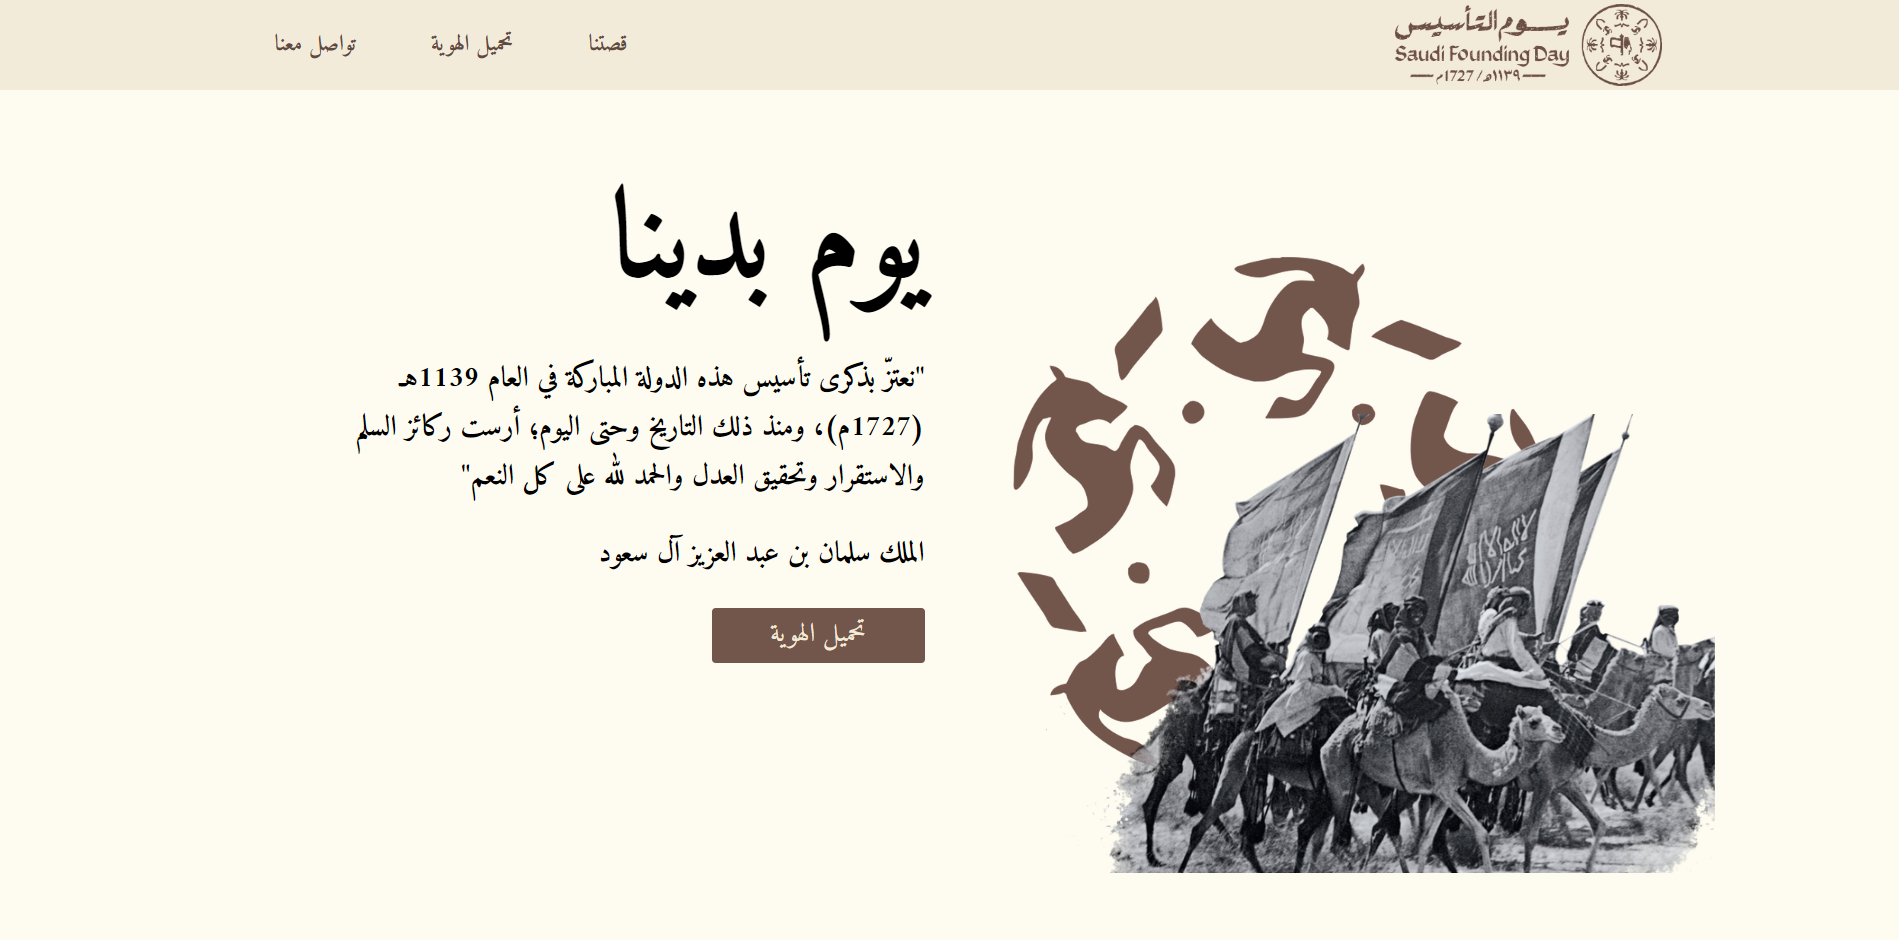 يوم التأسيس
Saudi Founding Day
١١٣٩هـ/1727م
قصتنا
تحميل الهوية
تواصل معنا
يوم بدينا
"نعتزّ بذكرى تأسيس هذه الدولة المباركة في العام 1139هـ
(1727م)، ومنذ ذلك التاريخ وحتى اليوم؛ أرست ركائز السلم
والاستقرار وتحقيق العدل والحمد لله على كل النعم"
الملك سلمان بن عبد العزيز آل سعود
تحميل الهوية